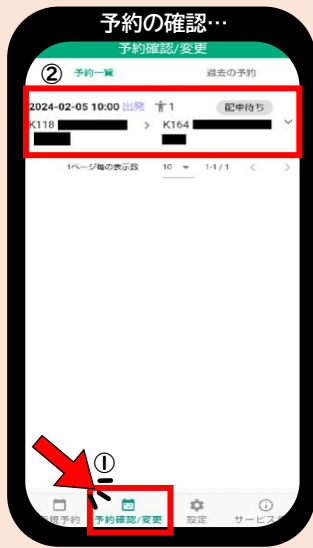 予約の確認…
予約確認/変更
② 予約一覧 過去の予約
2024-02-05 10:00 出発 1 配車待ち
K118 > K164
1ページ毎の表示数 10 1-1 / 1 < >
①
規予約 予約確認/変更 設定 サービス